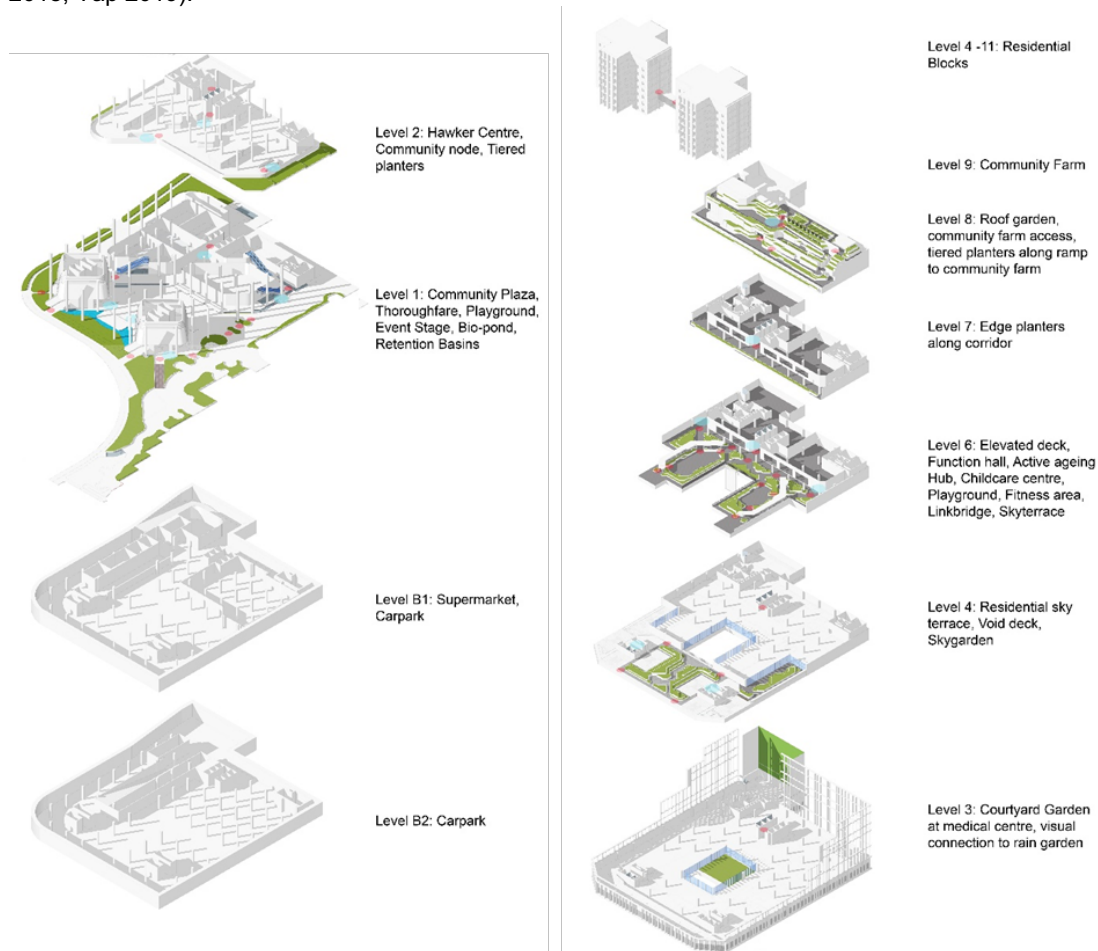 Level 2: Hawker Centre,
Community node, Tiered
planters
Level 1: Community Plaza,
Thoroughfare, Playground,
Event Stage, Bio-pond,
Retention Basins
Level B1: Supermarket,
Carpark
Level B2: Carpark
Level 4 -11: Residential
Blocks
Level 9: Community Farm
Level 8: Roof garden,
community farm access,
tiered planters along ramp
to community farm
Level 7: Edge planters
along corridor
Level 6: Elevated deck,
Function hall, Active ageing
Hub, Childcare centre,
Playground, Fitness area,
Linkbridge, Skyterrace
Level 4: Residential sky
terrace, Void deck,
Skygarden
Level 3: Courtyard Garden
at medical centre, visual
connection to rain garden